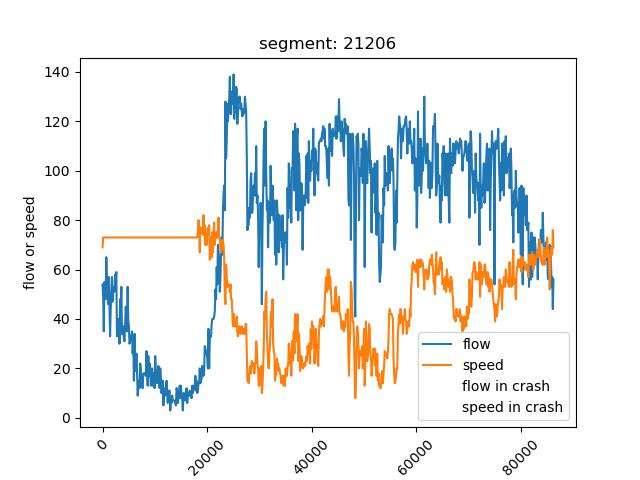 segment: 21206
140
120
100
80
60
40
20
0
flow or speed
0
20000
40000
60000
80000
flow
speed
flow in crash
speed in crash